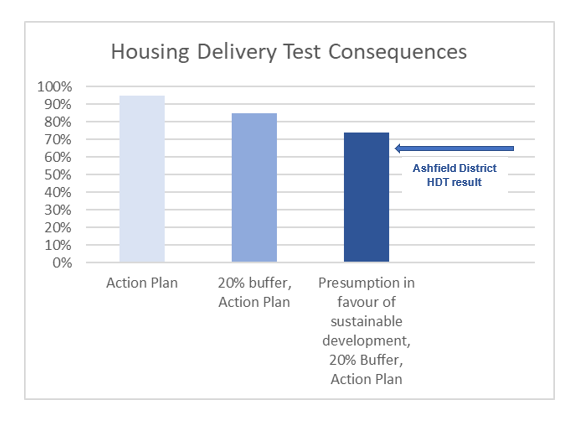 Housing Delivery Test Consequences
100%
90%
80%
70%
60%
50%
40%
30%
20%
10%
0%
Ashfield District
HDT result
Action Plan
20% buffer,
Action Plan
Presumption in
favour of
sustainable
development,
20% Buffer,
Action Plan